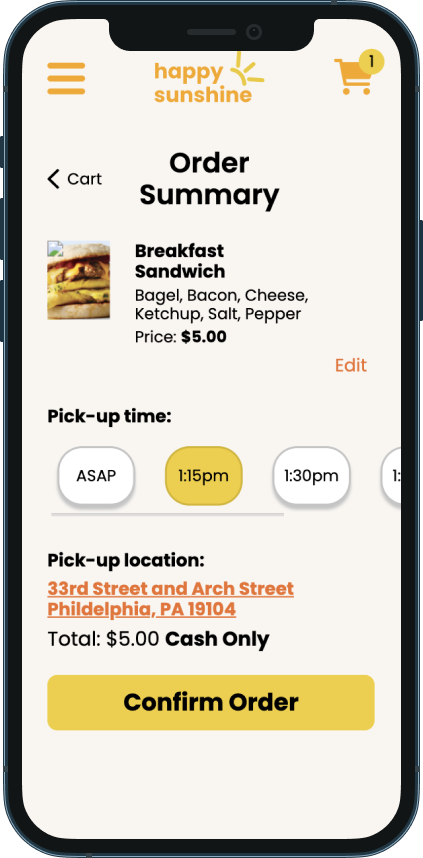 happy
sunshine
1
Cart
Order
Summary
Breakfast
Sandwich
Bagel, Bacon, Cheese,
Ketchup, Salt, Pepper
Price: $5.00
Edit
Pick-up time:
ASAP 1:15pm 1:30pm 1:
Pick-up location:
33rd Street and Arch Street
Phildelphia, PA 19104
Total: $5.00 Cash Only
Confirm Order